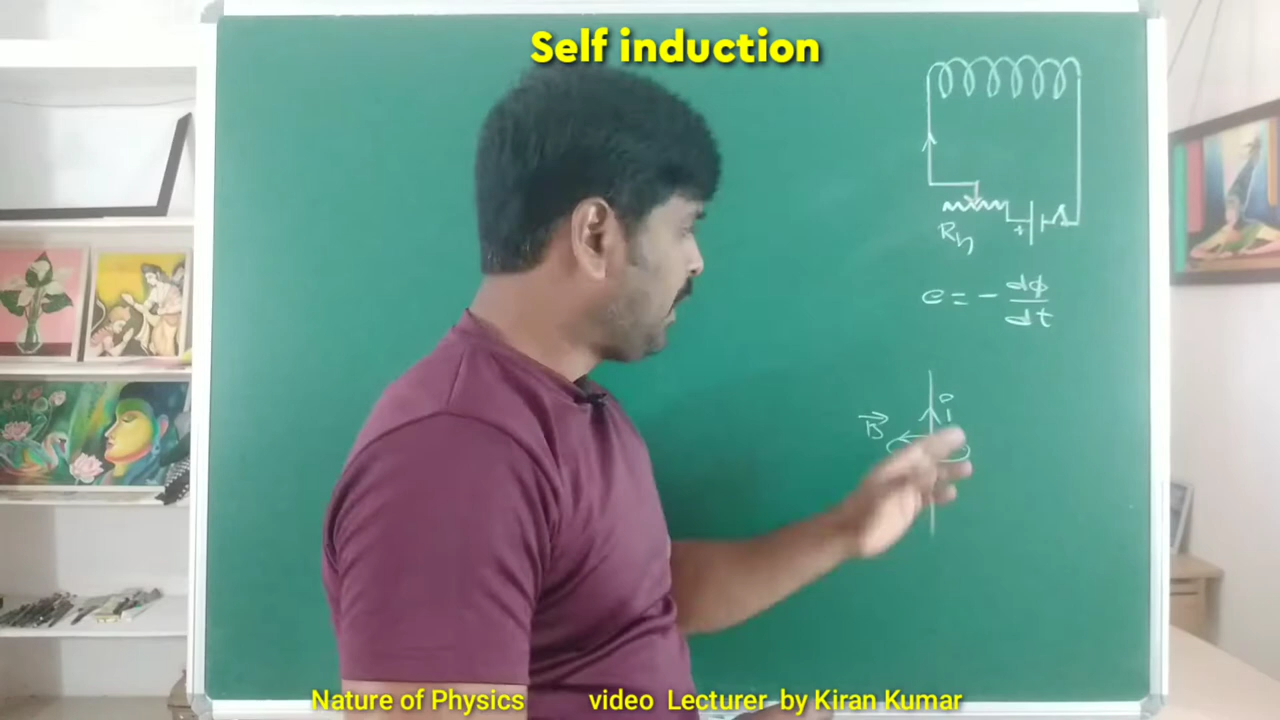 Self induction
Rh
+
e = - dϕ/dt
i
B⃗
Nature of Physics video Lecturer by Kiran Kumar